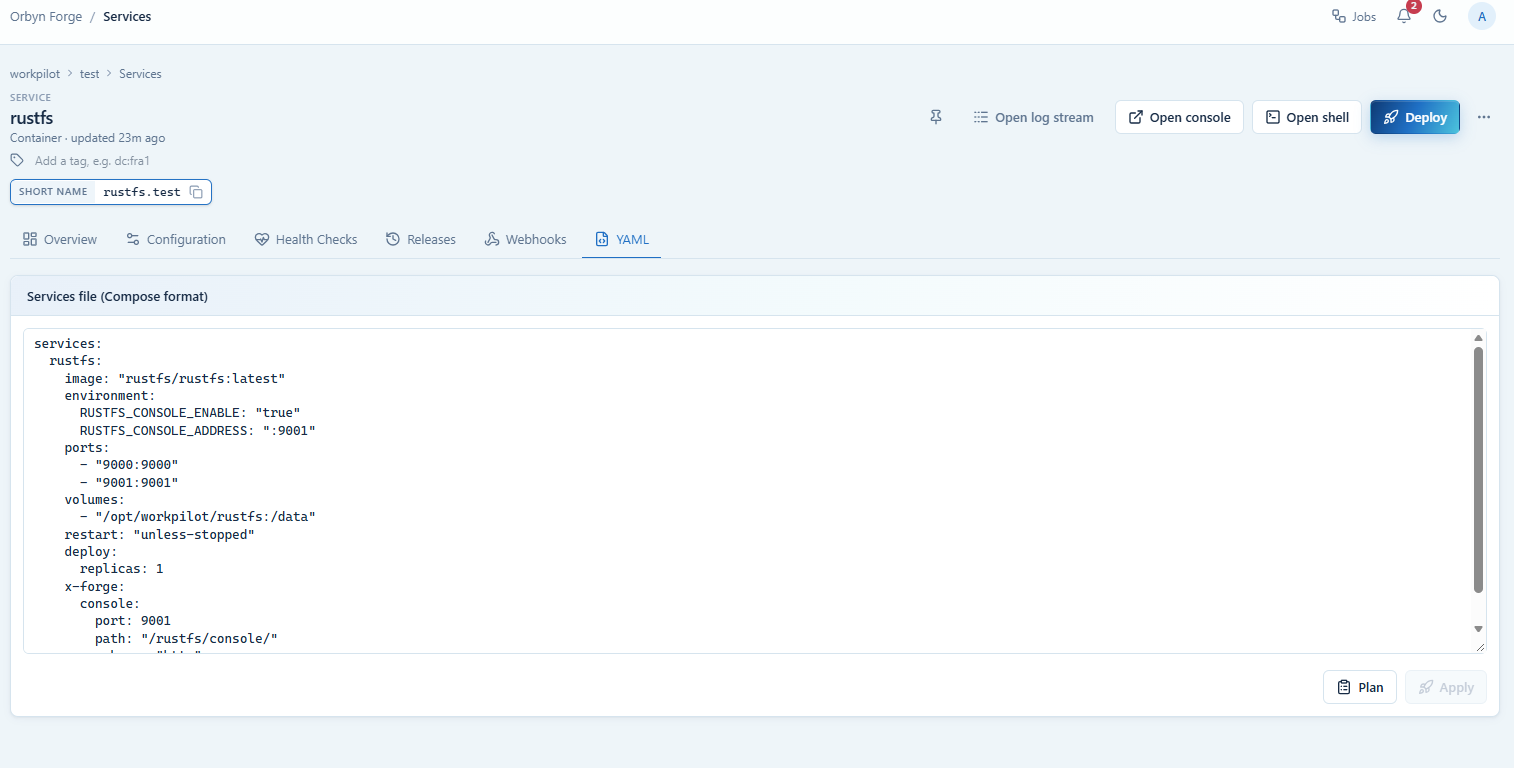 Orbyn Forge / Services
Jobs
2
A
workpilot > test > Services
SERVICE
rustfs
Container · updated 23m ago
Add a tag, e.g. dc:fra1
SHORT NAME rustfs.test
Open log stream
Open console
Open shell
Deploy
Overview
Configuration
Health Checks
Releases
Webhooks
YAML
Services file (Compose format)
services:
  rustfs:
    image: "rustfs/rustfs:latest"
    environment:
      RUSTFS_CONSOLE_ENABLE: "true"
      RUSTFS_CONSOLE_ADDRESS: ":9001"
    ports:
      - "9000:9000"
      - "9001:9001"
    volumes:
      - "/opt/workpilot/rustfs:/data"
    restart: "unless-stopped"
    deploy:
      replicas: 1
    x-forge:
      console:
        port: 9001
        path: "/rustfs/console/"
Plan
Apply